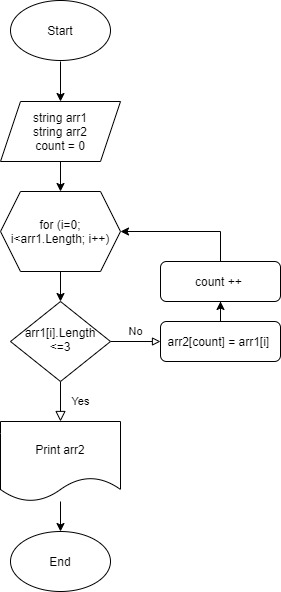 Start
string arr1
string arr2
count = 0
for (i=0;
i<arr1.Length; i++)
count ++
arr1[i].Length
<=3
No
arr2[count] = arr1[i]
Yes
Print arr2
End